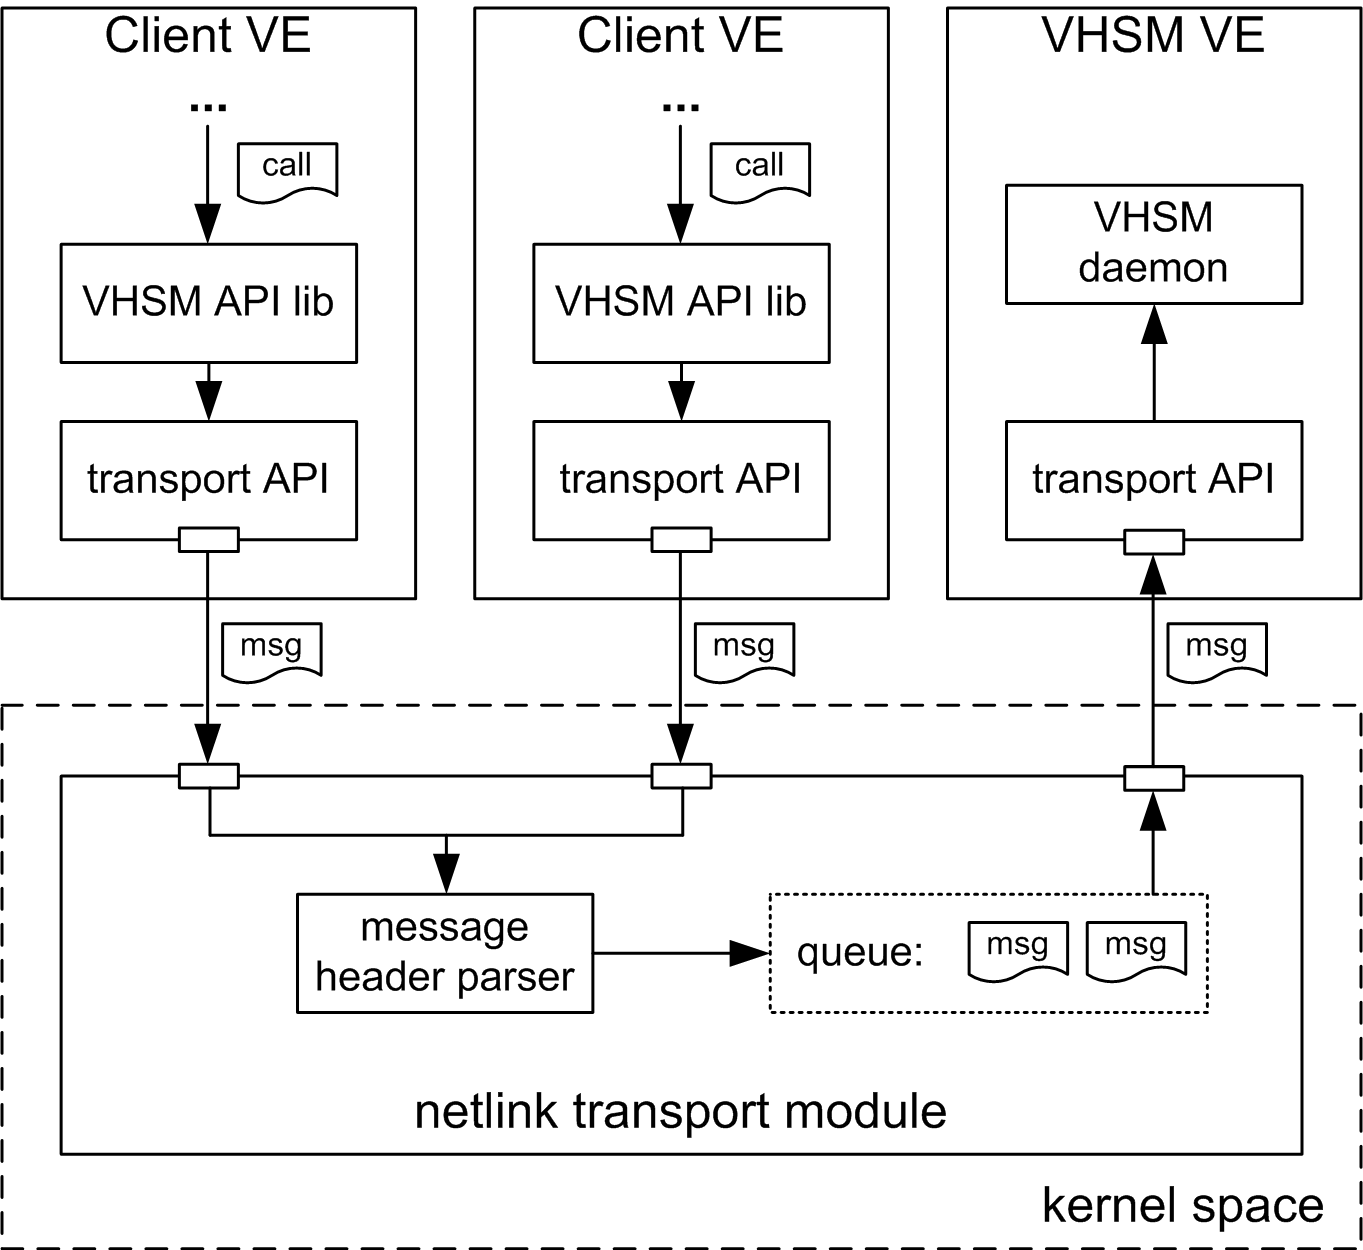 Client VE
Client VE
VHSM VE
...
...
call
call
VHSM
daemon
VHSM API lib
VHSM API lib
transport API
transport API
transport API
msg
msg
msg
message
header parser
queue:
msg
msg
netlink transport module
kernel space